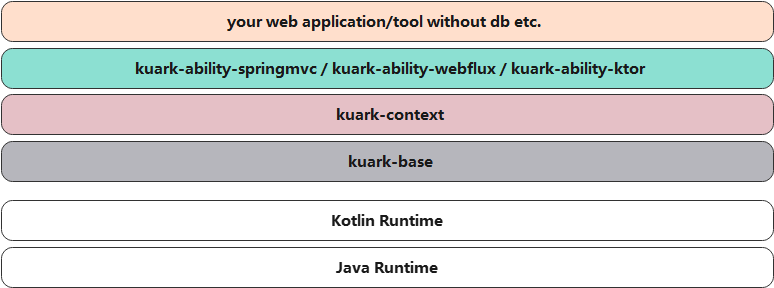 your web application/tool without db etc.
kuark-ability-springmvc / kuark-ability-webflux / kuark-ability-ktor
kuark-context
kuark-base
Kotlin Runtime
Java Runtime